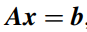 Ax = b,